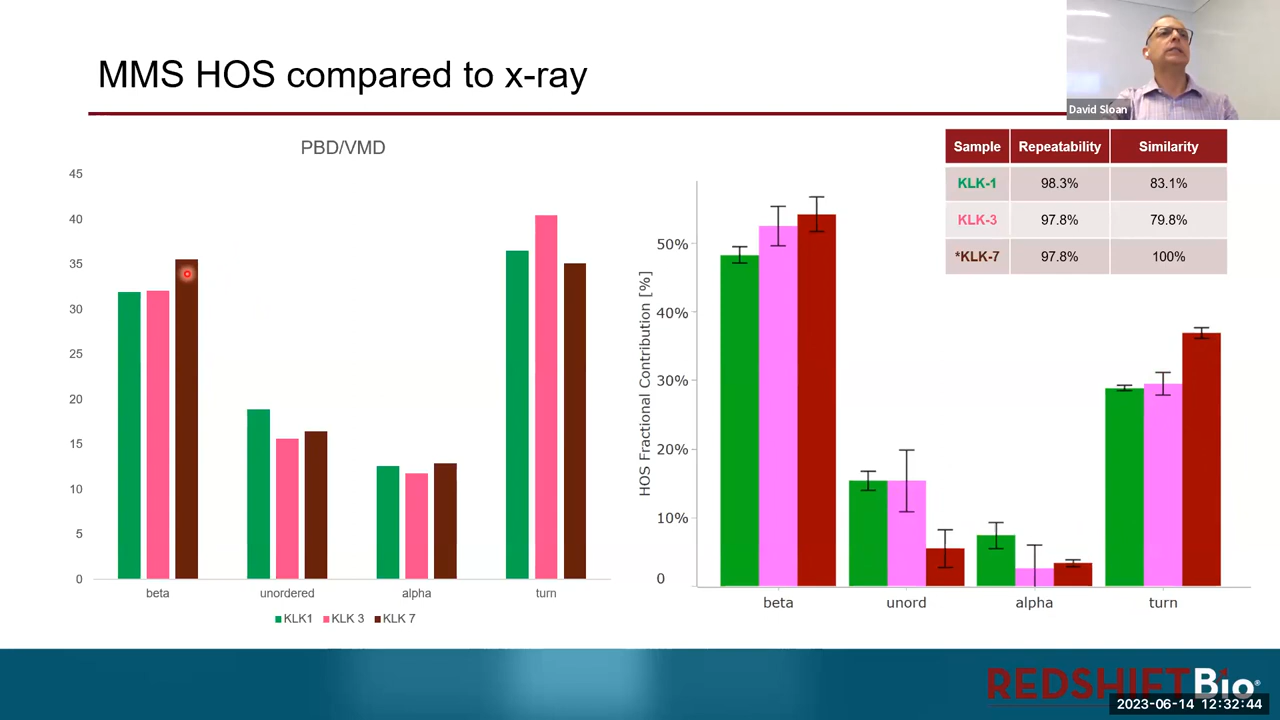 MMS HOS compared to x-ray
David Sloan
PBD/VMD
45
40
35
30
25
20
15
10
5
0
beta
unordered
alpha
turn
KLK1
KLK 3
KLK 7
HOS Fractional Contribution [%]
50%
40%
30%
20%
10%
0
beta
unord
alpha
turn
Sample Repeatability Similarity
KLK-1 98.3% 83.1%
KLK-3 97.8% 79.8%
*KLK-7 97.8% 100%
REDSHIFTBio®
2023-06-14 12:32:44